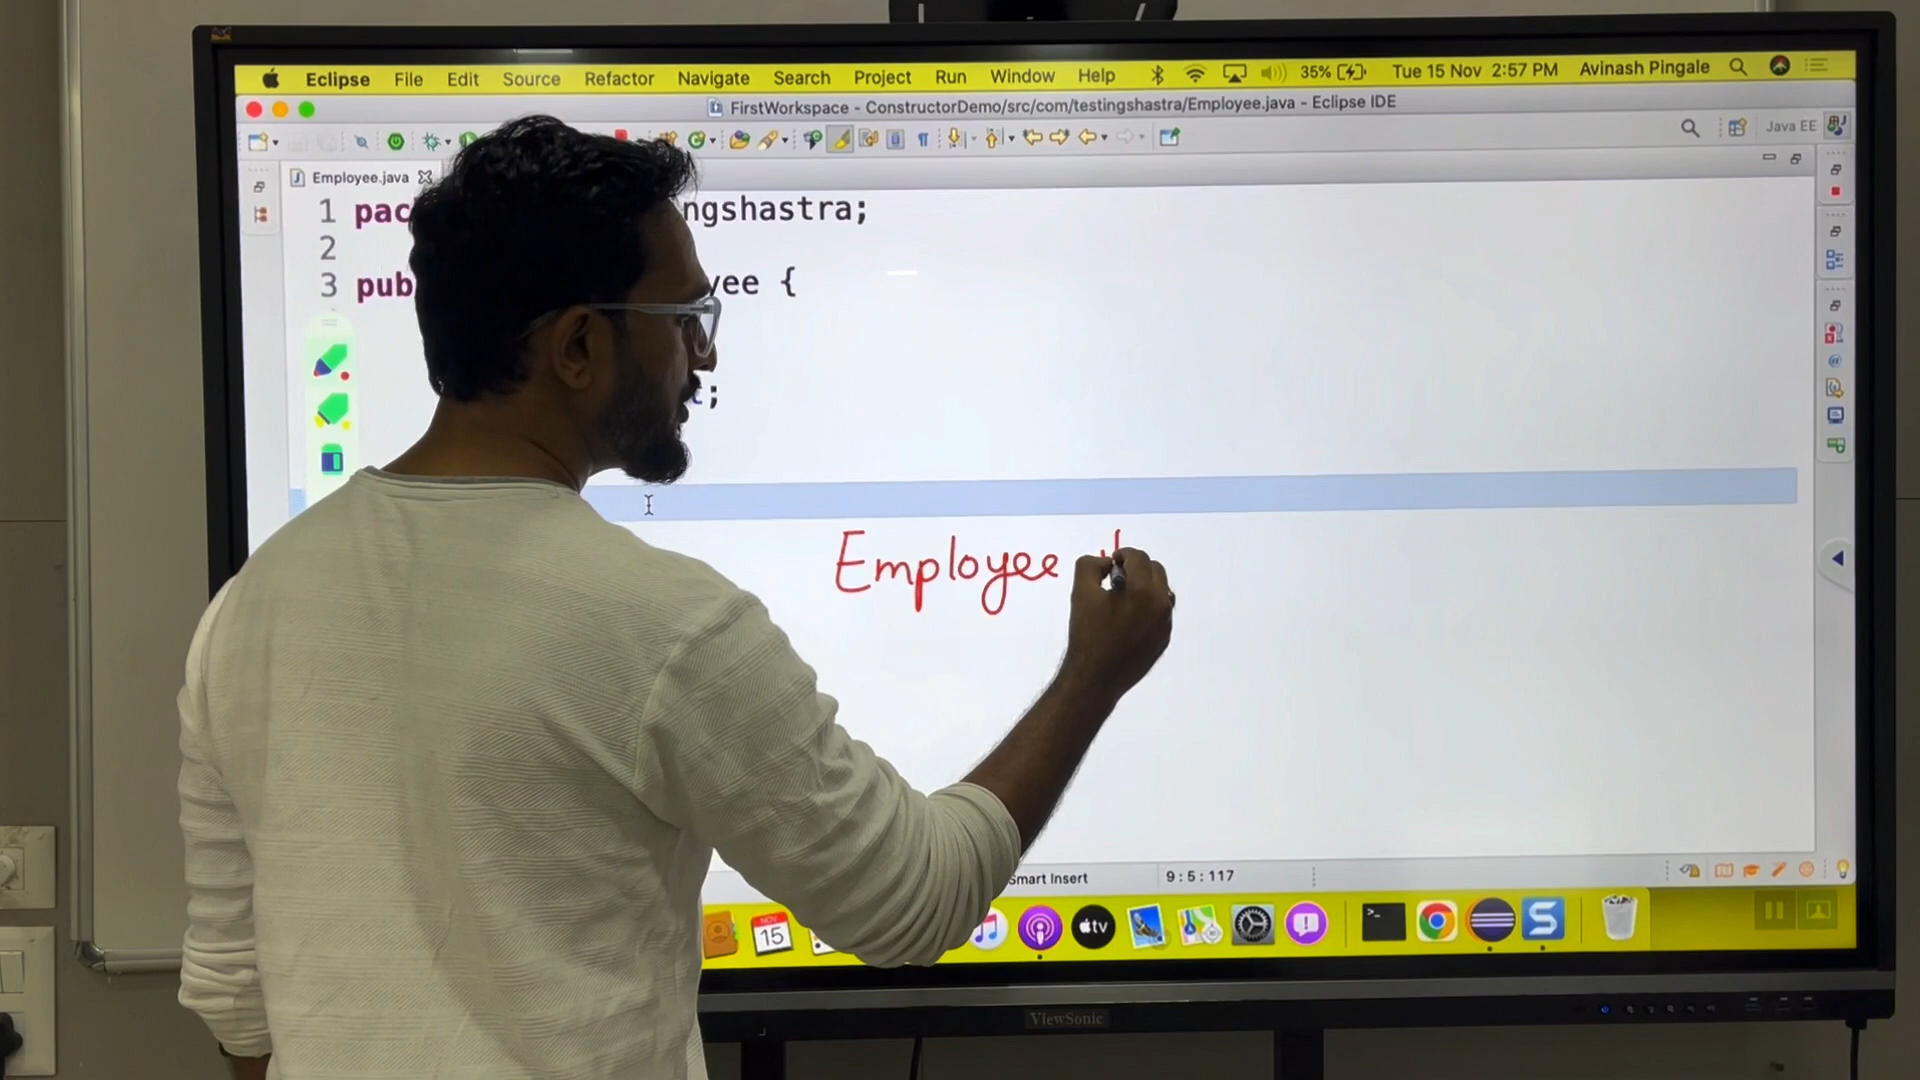 Eclipse File Edit Source Refactor Navigate Search Project Run Window Help 35% Tue 15 Nov 2:57 PM Avinash Pingale
FirstWorkspace - ConstructorDemo/src/com/testingshastra/Employee.java - Eclipse IDE
Java EE
Employee.java
1 pac ngshastra;
2
3 pub yee {
;
Employee
Smart Insert 9:5:117
NOV 15 tv
ViewSonic